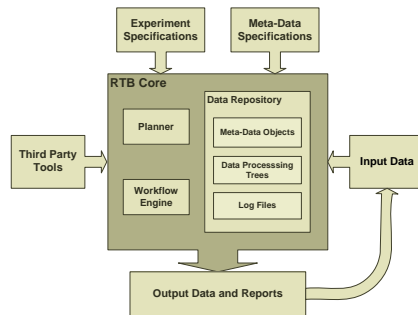 Experiment
Specifications
Meta-Data
Specifications
RTB Core
Data Repository
Planner
Meta-Data Objects
Third Party
Tools
Data Processsing
Trees
Input Data
Workflow
Engine
Log Files
Output Data and Reports